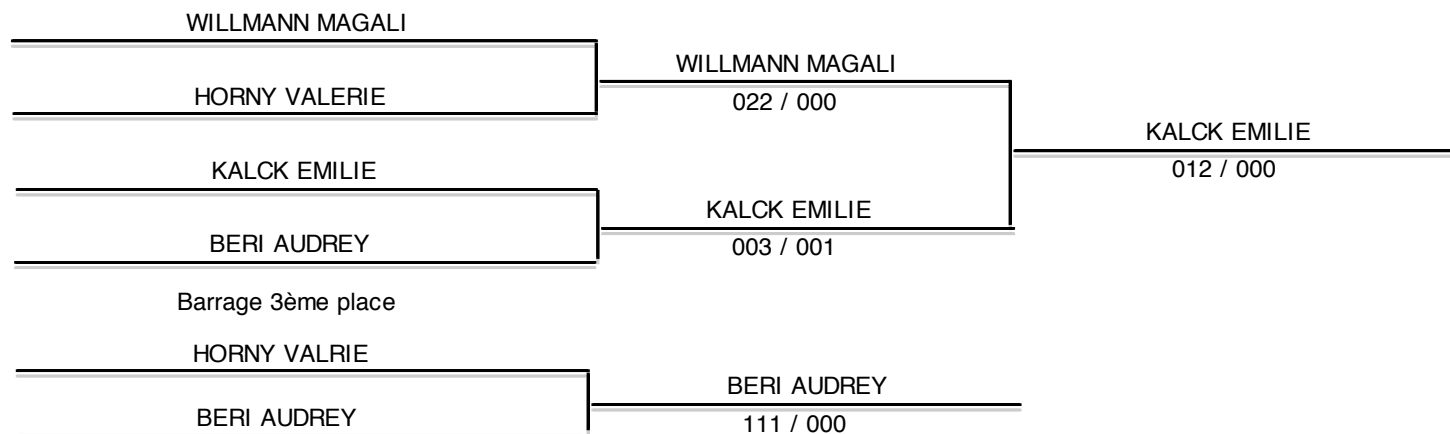 WILLMANN MAGALI
WILLMANN MAGALI
HORNY VALERIE
022 / 000
KALCK EMILIE
012 / 000
KALCK EMILIE
KALCK EMILIE
BERI AUDREY
003 / 001
Barrage 3ème place
HORNY VALRIE
BERI AUDREY
BERI AUDREY
111 / 000